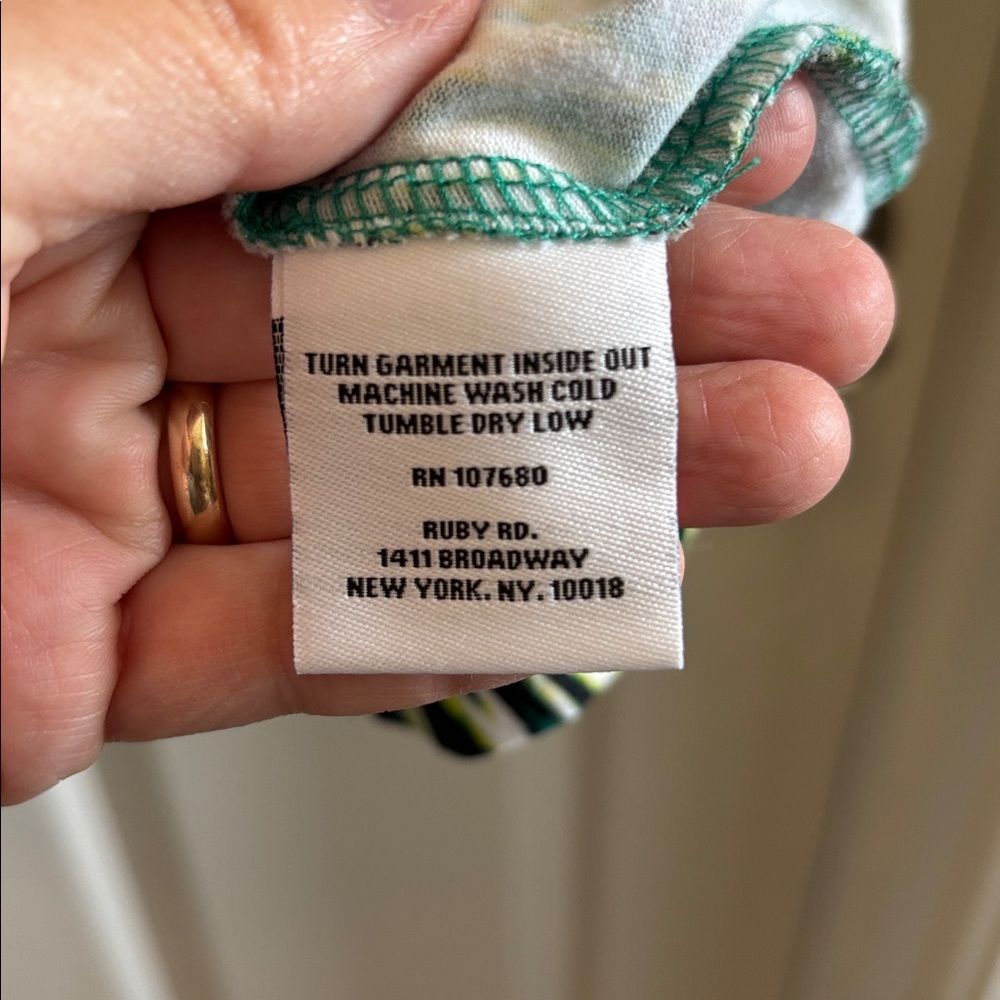 TURN GARMENT INSIDE OUT
MACHINE WASH COLD
TUMBLE DRY LOW
RN 107680
RUBY RD.
1411 BROADWAY
NEW YORK. NY. 10018